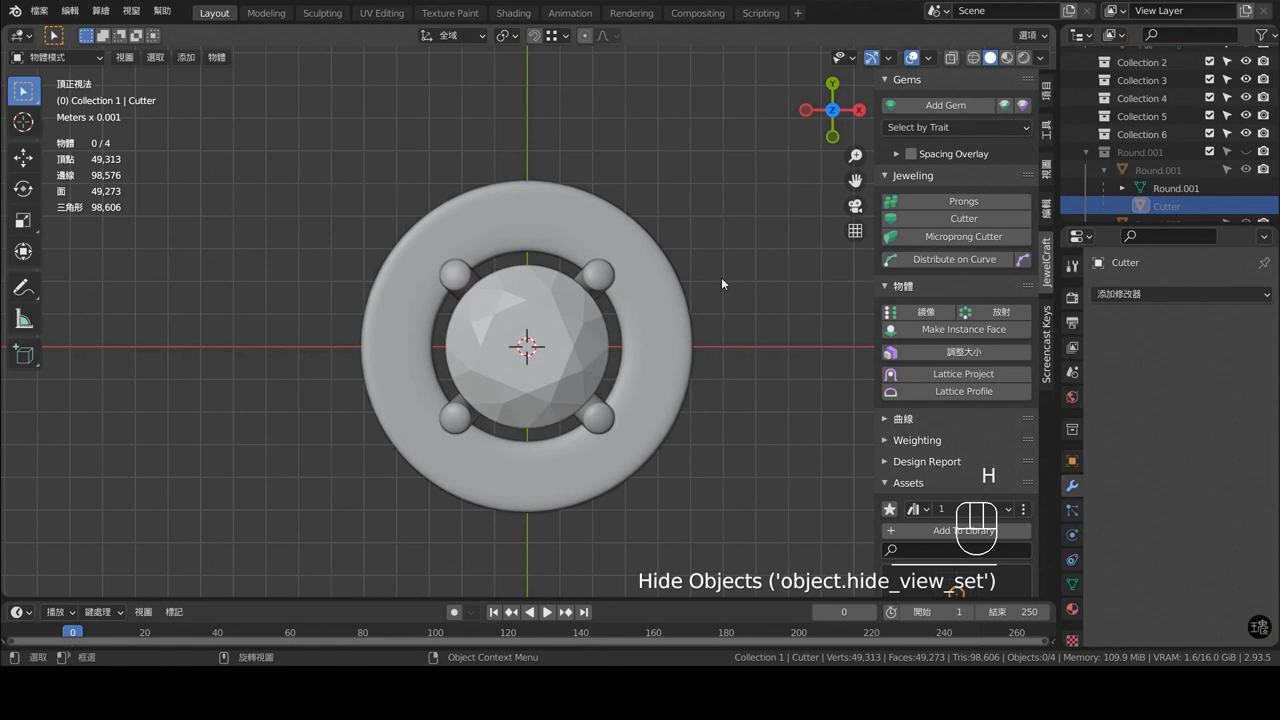 檔案 編輯 算繪 視窗 幫助 Layout Modeling Sculpting UV Editing Texture Paint Shading Animation Rendering Compositing Scripting + Scene View Layer
全域 選項
物體模式 視圖 選取 添加 物體
頂正視法
(0) Collection 1 | Cutter
Meters x 0.001
物體 0 / 4
頂點 49,313
邊線 98,576
面 49,273
三角形 98,606
Y
Z
X
Gems
Add Gem
Select by Trait
Spacing Overlay
Jeweling
Prongs
Cutter
Microprong Cutter
Distribute on Curve
物體
鏡像 放射
Make Instance Face
調整大小
Lattice Project
Lattice Profile
曲線
Weighting
Design Report
Assets
1
Add To Library
項目
工具
視圖
編輯
JewelCraft
Screencast Keys
Collection 2
Collection 3
Collection 4
Collection 5
Collection 6
Round.001
Round.001
Round.001
Cutter
Cutter
添加修改器
H
Hide Objects ('object.hide_view_set')
播放 鍵處理 視圖 標記 0 開始 1 結束 250
0 20 40 60 80 100 120 140 160 180 200 220 240 260
選取 框選 旋轉視圖 Object Context Menu Collection 1 | Cutter | Verts:49,313 | Faces:49,273 | Tris:98,606 | Objects:0/4 | Memory: 109.9 MiB | VRAM: 1.6/16.0 GiB | 2.93.5